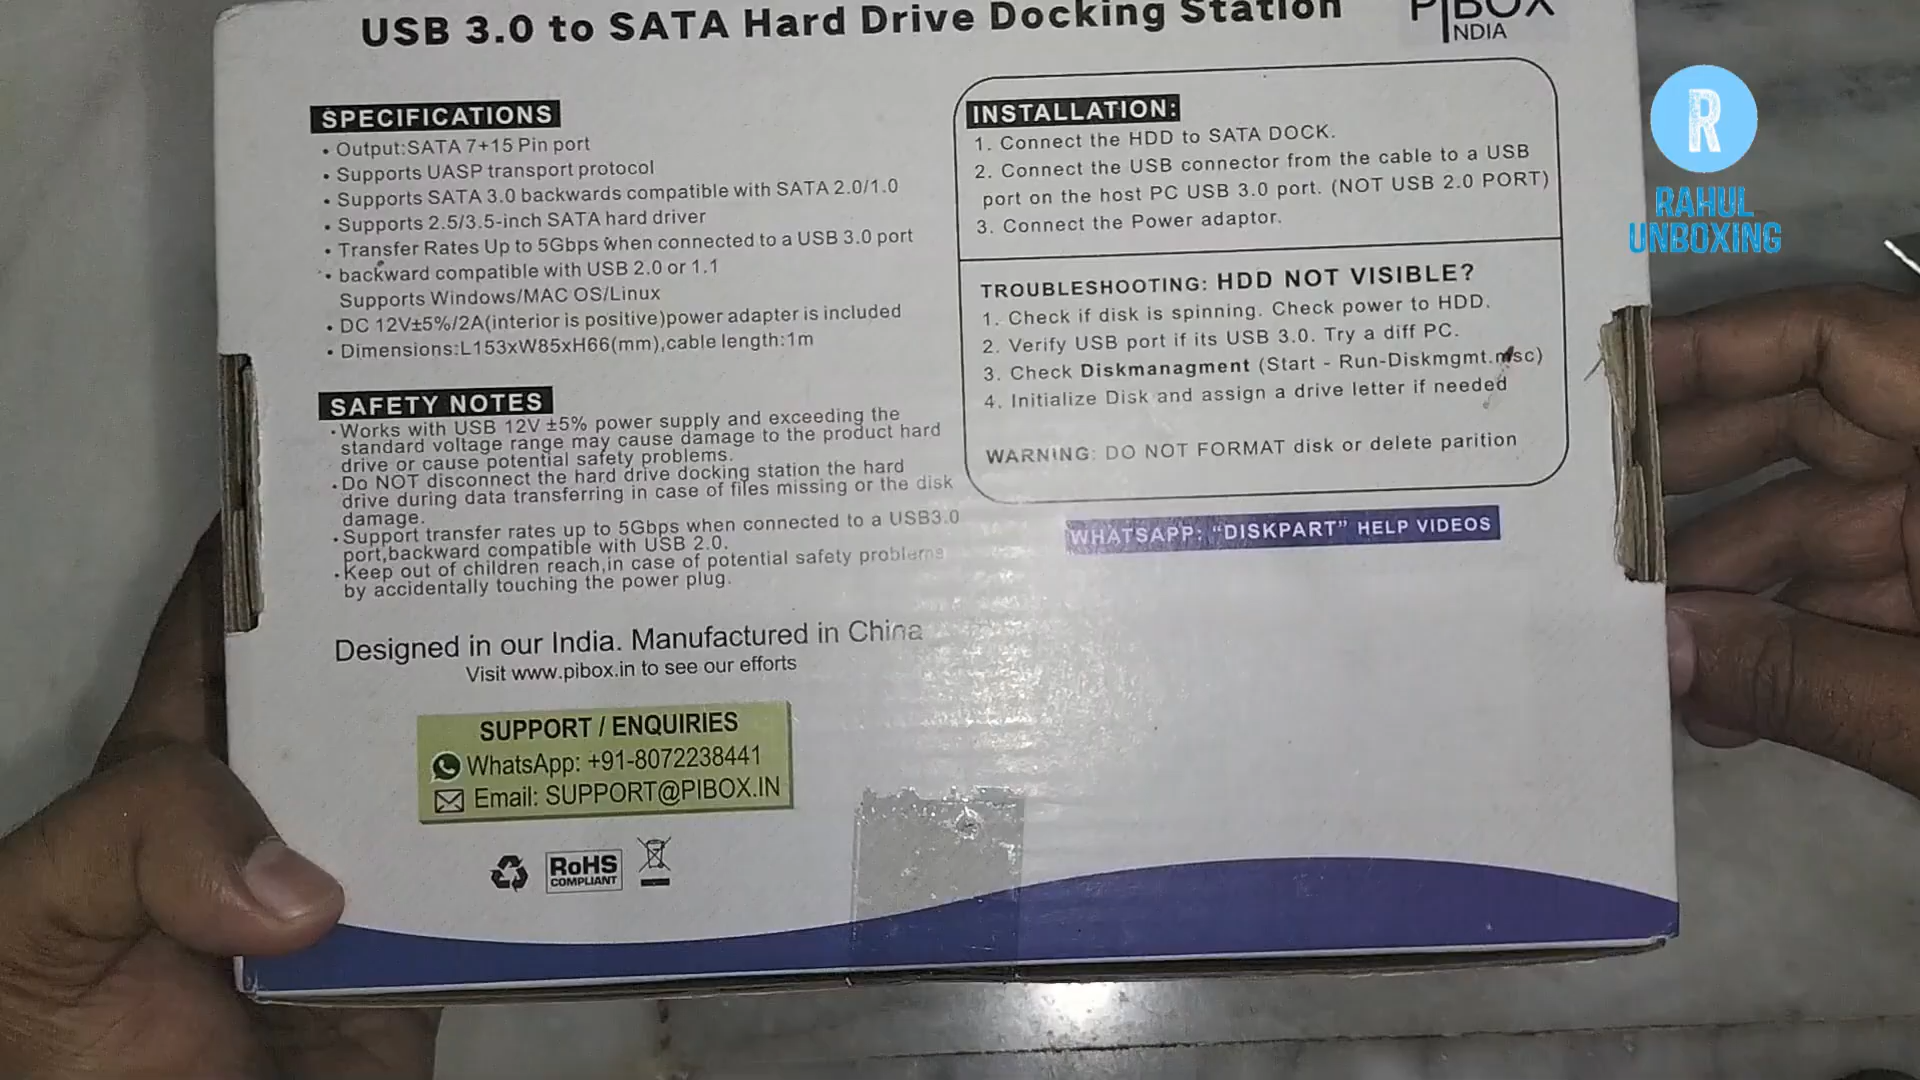 USB 3.0 to SATA Hard Drive Docking Station
PIBOX
INDIA
SPECIFICATIONS
• Output:SATA 7+15 Pin port
• Supports UASP transport protocol
• Supports SATA 3.0 backwards compatible with SATA 2.0/1.0
• Supports 2.5/3.5-inch SATA hard driver
• Transfer Rates Up to 5Gbps when connected to a USB 3.0 port
• backward compatible with USB 2.0 or 1.1
Supports Windows/MAC OS/Linux
• DC 12V±5%/2A(interior is positive)power adapter is included
• Dimensions:L153xW85xH66(mm),cable length:1m
SAFETY NOTES
·Works with USB 12V ±5% power supply and exceeding the
standard voltage range may cause damage to the product hard
drive or cause potential safety problems.
·Do NOT disconnect the hard drive docking station the hard
drive during data transferring in case of files missing or the disk
damage.
·Support transfer rates up to 5Gbps when connected to a USB3.0
port,backward compatible with USB 2.0.
·Keep out of children reach,in case of potential safety problems
by accidentally touching the power plug.
Designed in our India. Manufactured in China
Visit www.pibox.in to see our efforts
SUPPORT / ENQUIRIES
WhatsApp: +91-8072238441
Email: SUPPORT@PIBOX.IN
RoHS
COMPLIANT
INSTALLATION:
1. Connect the HDD to SATA DOCK.
2. Connect the USB connector from the cable to a USB
port on the host PC USB 3.0 port. (NOT USB 2.0 PORT)
3. Connect the Power adaptor.
TROUBLESHOOTING: HDD NOT VISIBLE?
1. Check if disk is spinning. Check power to HDD.
2. Verify USB port if its USB 3.0. Try a diff PC.
3. Check Diskmanagment (Start - Run-Diskmgmt.msc)
4. Initialize Disk and assign a drive letter if needed
WARNING: DO NOT FORMAT disk or delete parition
WHATSAPP: “DISKPART” HELP VIDEOS
R
RAHUL
UNBOXING